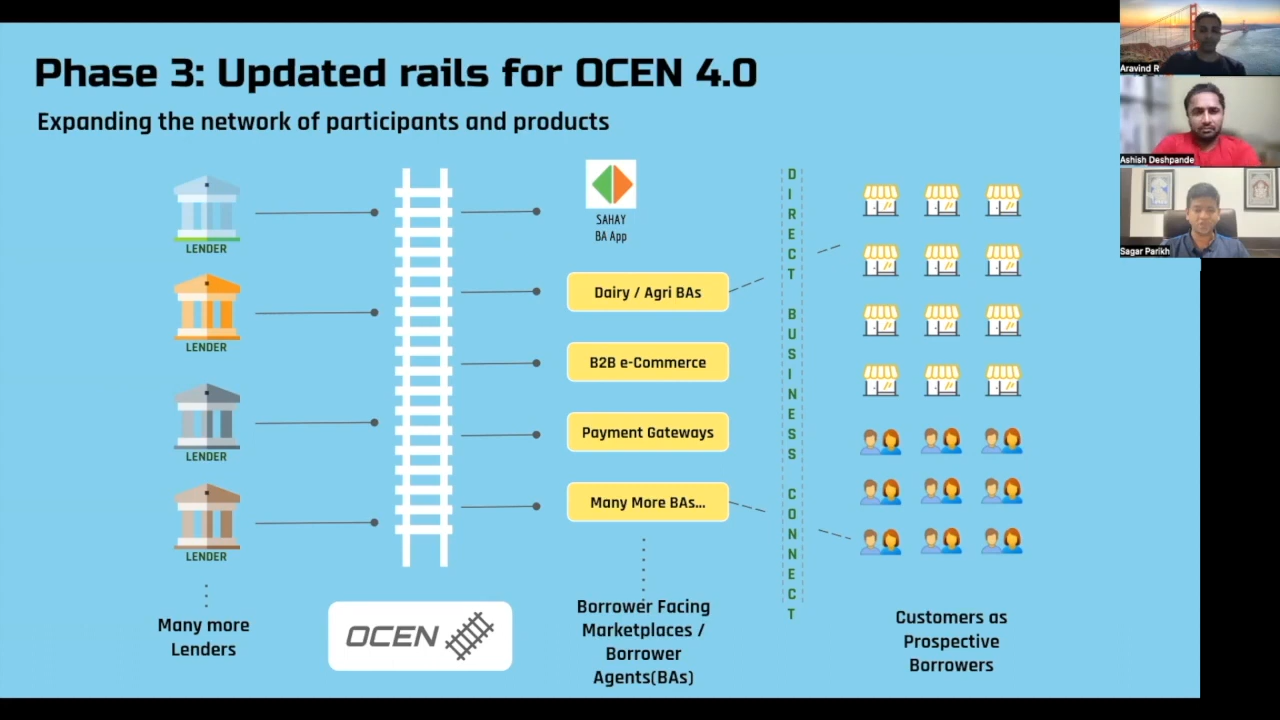 Phase 3: Updated rails for OCEN 4.0
Expanding the network of participants and products
LENDER
LENDER
LENDER
LENDER
Many more
Lenders
OCEN
SAHAY
BA App
Dairy / Agri BAs
B2B e-Commerce
Payment Gateways
Many More BAs...
Borrower Facing
Marketplaces /
Borrower
Agents(BAs)
DIRECT BUSINESS CONNECT
Customers as
Prospective
Borrowers
Aravind R
Ashish Deshpande
Sagar Parikh